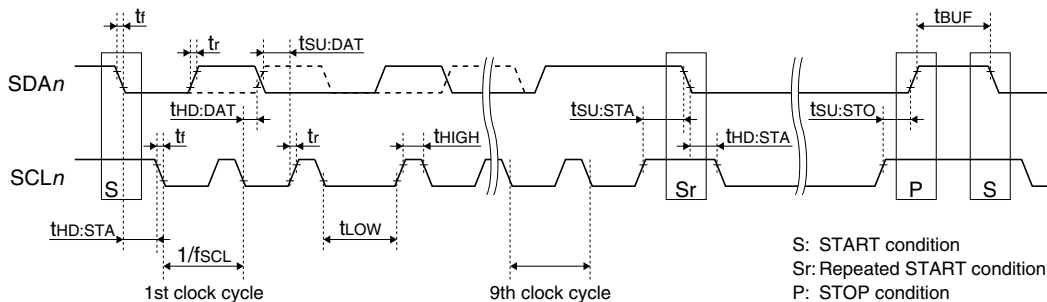 tf
tr
tSU:DAT
tBUF
SDAn
tHD:DAT
tf
tr
tHIGH
tSU:STA
tHD:STA
tSU:STO
SCLn
S
Sr
P
S
tHD:STA
1/fSCL
tLOW
1st clock cycle
9th clock cycle
S: START condition
Sr: Repeated START condition
P: STOP condition